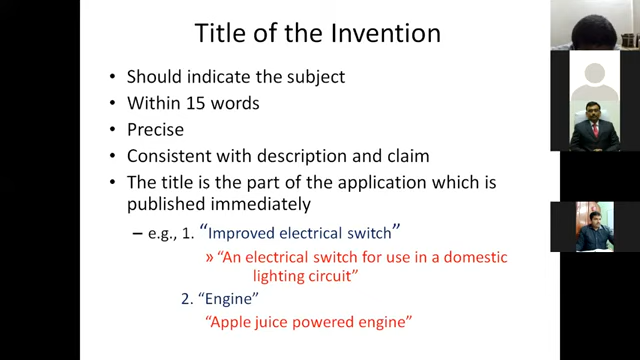 Title of the Invention
• Should indicate the subject
• Within 15 words
• Precise
• Consistent with description and claim
• The title is the part of the application which is
published immediately
– e.g., 1. “Improved electrical switch”
» “An electrical switch for use in a domestic
lighting circuit”
2. “Engine”
“Apple juice powered engine”